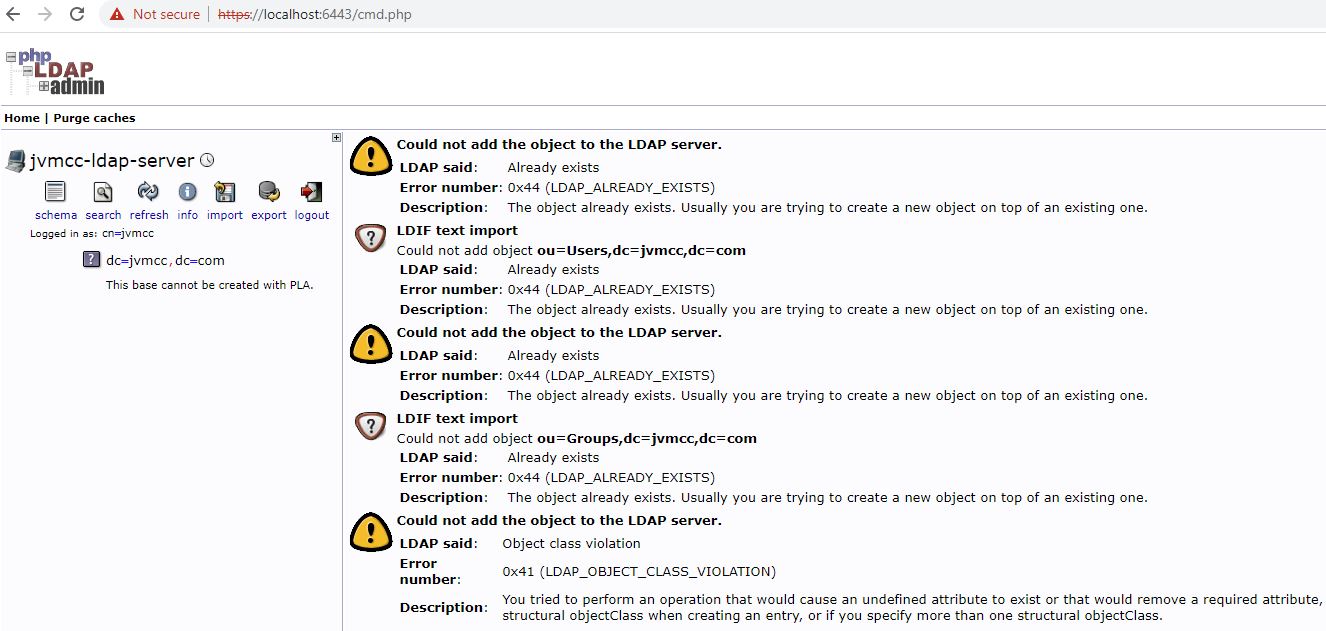 Not secure | https://localhost:6443/cmd.php
php
LDAP
admin
Home | Purge caches
jvmcc-ldap-server
schema search refresh info import export logout
Logged in as: cn=jvmcc
dc=jvmcc,dc=com
This base cannot be created with PLA.
Could not add the object to the LDAP server.
LDAP said: Already exists
Error number: 0x44 (LDAP_ALREADY_EXISTS)
Description: The object already exists. Usually you are trying to create a new object on top of an existing one.
LDIF text import
Could not add object ou=Users,dc=jvmcc,dc=com
LDAP said: Already exists
Error number: 0x44 (LDAP_ALREADY_EXISTS)
Description: The object already exists. Usually you are trying to create a new object on top of an existing one.
Could not add the object to the LDAP server.
LDAP said: Already exists
Error number: 0x44 (LDAP_ALREADY_EXISTS)
Description: The object already exists. Usually you are trying to create a new object on top of an existing one.
LDIF text import
Could not add object ou=Groups,dc=jvmcc,dc=com
LDAP said: Already exists
Error number: 0x44 (LDAP_ALREADY_EXISTS)
Description: The object already exists. Usually you are trying to create a new object on top of an existing one.
Could not add the object to the LDAP server.
LDAP said: Object class violation
Error
number: 0x41 (LDAP_OBJECT_CLASS_VIOLATION)
Description: You tried to perform an operation that would cause an undefined attribute to exist or that would remove a required attribute,
structural objectClass when creating an entry, or if you specify more than one structural objectClass.